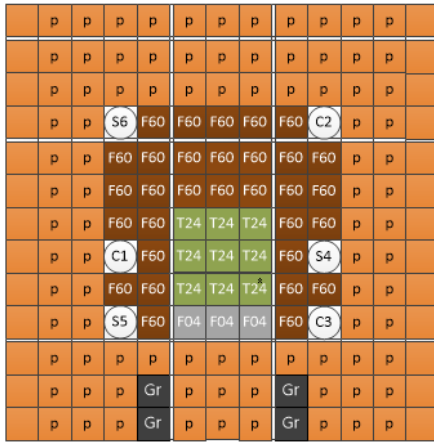 p p p p p p p p p p p
p p p p p p p p p p p
p p p p p p p p p p p
p p S6 F60 F60 F60 F60 F60 C2 p p
p p F60 F60 F60 F60 F60 F60 F60 p p
p p F60 F60 F60 F60 F60 F60 F60 p p
p p F60 F60 T24 T24 T24 F60 F60 p p
p p C1 F60 T24 T24 T24 F60 S4 p p
p p F60 F60 T24 T24 T24 F60 F60 p p
p p S5 F60 F04 F04 F04 F60 C3 p p
p p p p p p p p p p p
p p p Gr p p p Gr p p p
p p p Gr p p p Gr p p p